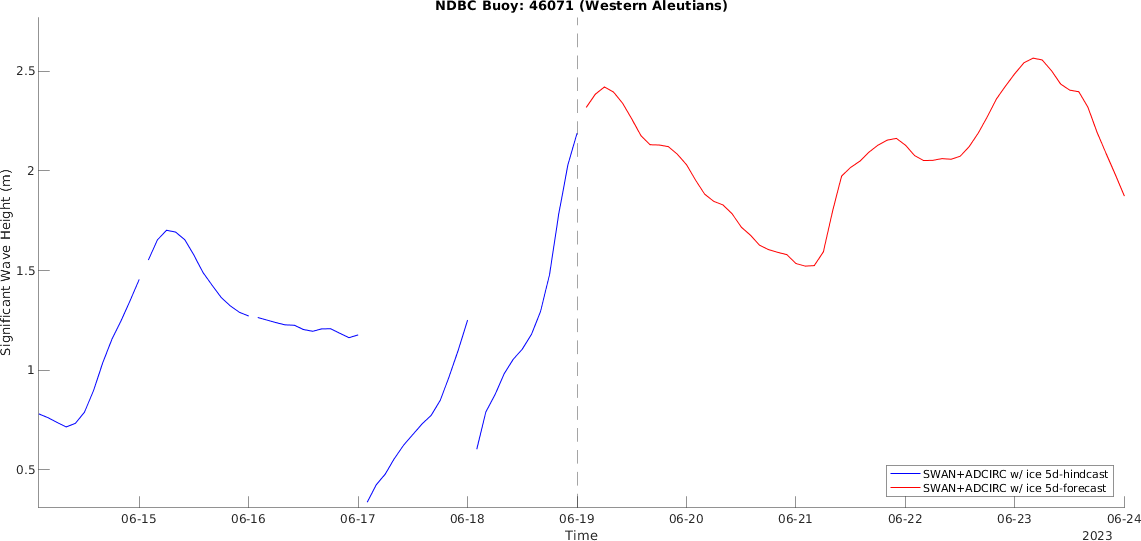 NDBC Buoy: 46071 (Western Aleutians)
Significant Wave Height (m)
2.5
2
1.5
1
0.5
SWAN+ADCIRC w/ ice 5d-hindcast
SWAN+ADCIRC w/ ice 5d-forecast
06-15 06-16 06-17 06-18 06-19 06-20 06-21 06-22 06-23 06-24
Time
2023